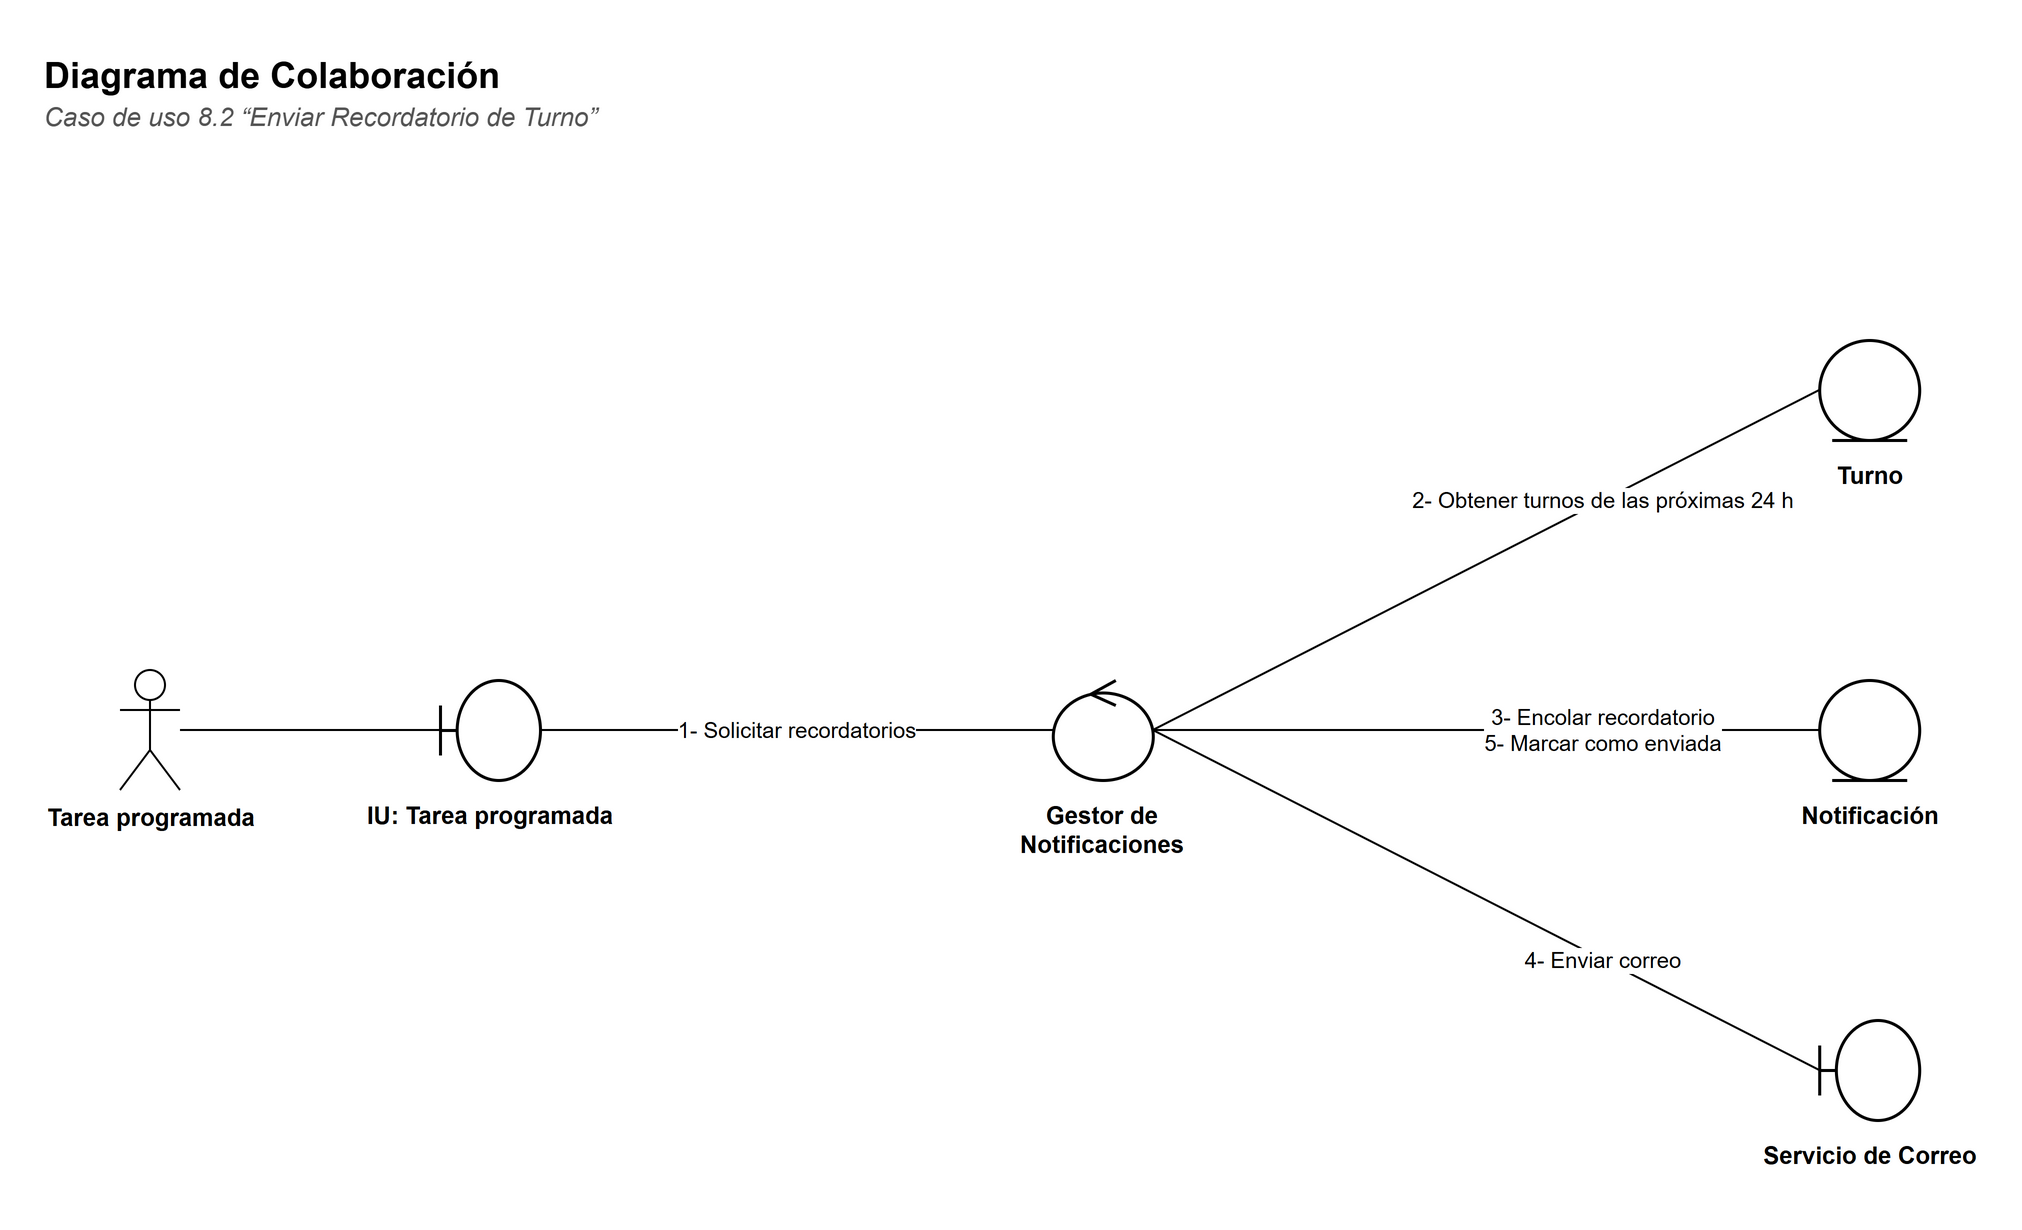 Diagrama de Colaboración
Caso de uso 8.2 “Enviar Recordatorio de Turno”
Turno
2- Obtener turnos de las próximas 24 h
1- Solicitar recordatorios
3- Encolar recordatorio
5- Marcar como enviada
Tarea programada
IU: Tarea programada
Gestor de
Notificaciones
Notificación
4- Enviar correo
Servicio de Correo